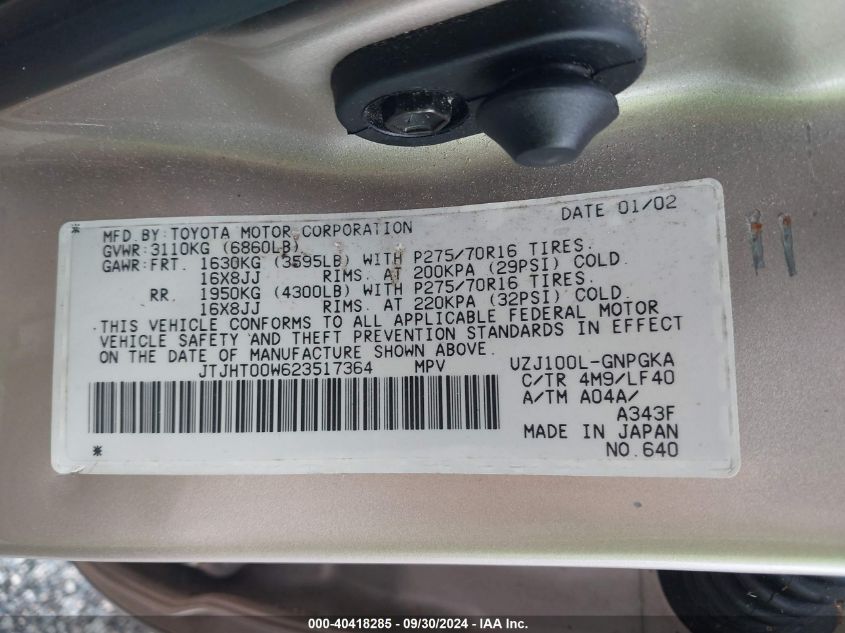 DATE 01/02
MFD BY:TOYOTA MOTOR CORPORATION
GVWR:3110KG (6860LB)
GAWR:FRT. 1630KG (3595LB) WITH P275/70R16 TIRES.
16X8JJ RIMS. AT 200KPA (29PSI) COLD.
RR. 1950KG (4300LB) WITH P275/70R16 TIRES.
16X8JJ RIMS. AT 220KPA (32PSI) COLD.
THIS VEHICLE CONFORMS TO ALL APPLICABLE FEDERAL MOTOR
VEHICLE SAFETY AND THEFT PREVENTION STANDARDS IN EFFECT
ON THE DATE OF MANUFACTURE SHOWN ABOVE.
JTJHT00W623517364 MPV UZJ100L-GNPGKA
C/TR 4M9/LF40
A/TM A04A/
A343F
MADE IN JAPAN
NO.640
000-40418285 - 09/30/2024 - IAA Inc.